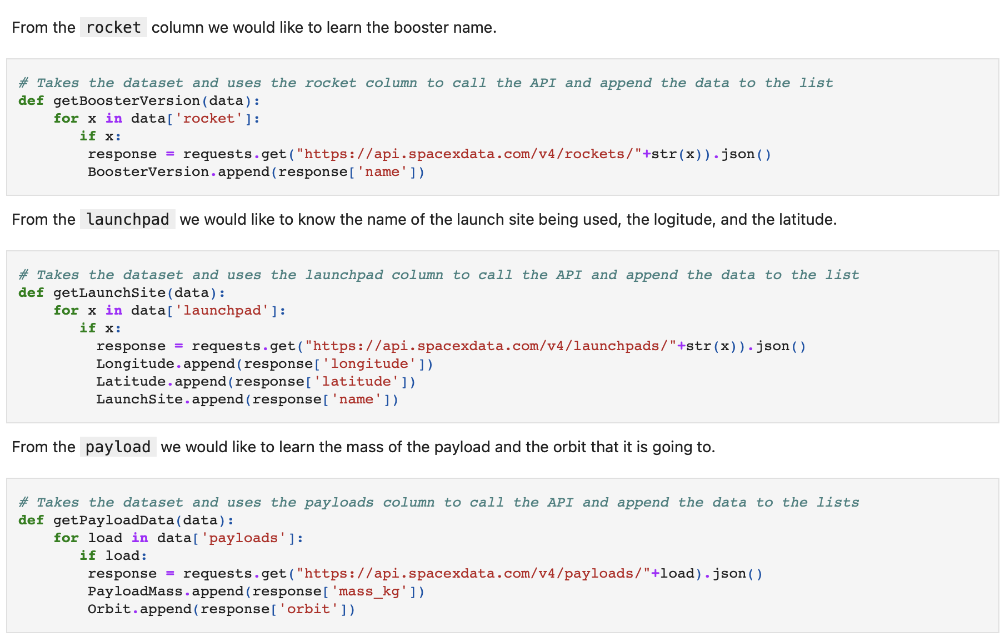 From the rocket column we would like to learn the booster name.
# Takes the dataset and uses the rocket column to call the API and append the data to the list
def getBoosterVersion(data):
    for x in data['rocket']:
       if x:
        response = requests.get("https://api.spacexdata.com/v4/rockets/"+str(x)).json()
        BoosterVersion.append(response['name'])
From the launchpad we would like to know the name of the launch site being used, the logitude, and the latitude.
# Takes the dataset and uses the launchpad column to call the API and append the data to the list
def getLaunchSite(data):
    for x in data['launchpad']:
       if x:
         response = requests.get("https://api.spacexdata.com/v4/launchpads/"+str(x)).json()
         Longitude.append(response['longitude'])
         Latitude.append(response['latitude'])
         LaunchSite.append(response['name'])
From the payload we would like to learn the mass of the payload and the orbit that it is going to.
# Takes the dataset and uses the payloads column to call the API and append the data to the lists
def getPayloadData(data):
    for load in data['payloads']:
       if load:
        response = requests.get("https://api.spacexdata.com/v4/payloads/"+load).json()
        PayloadMass.append(response['mass_kg'])
        Orbit.append(response['orbit'])